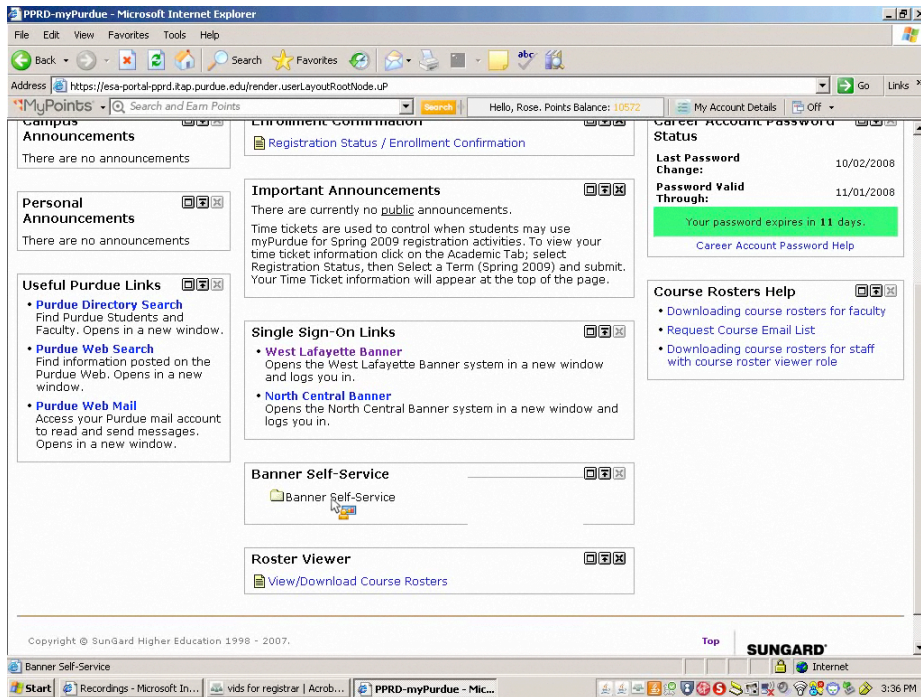 PPRD-myPurdue - Microsoft Internet Explorer
File Edit View Favorites Tools Help
Back Search Favorites
Address https://esa-portal-pprd.itap.purdue.edu/render.userLayoutRootNode.uP Go Links
MyPoints Search and Earn Points Search Hello, Rose. Points Balance: 10572 My Account Details Off
Campus
Announcements
There are no announcements
Personal
Announcements
There are no announcements
Useful Purdue Links
Purdue Directory Search
Find Purdue Students and
Faculty. Opens in a new window.
Purdue Web Search
Find information posted on the
Purdue Web. Opens in a new
window.
Purdue Web Mail
Access your Purdue mail account
to read and send messages.
Opens in a new window.
Enrollment Confirmation
Registration Status / Enrollment Confirmation
Important Announcements
There are currently no public announcements.
Time tickets are used to control when students may use
myPurdue for Spring 2009 registration activities. To view your
time ticket information click on the Academic Tab; select
Registration Status, then Select a Term (Spring 2009) and submit.
Your Time Ticket information will appear at the top of the page.
Single Sign-On Links
West Lafayette Banner
Opens the West Lafayette Banner system in a new window
and logs you in.
North Central Banner
Opens the North Central Banner system in a new window and
logs you in.
Banner Self-Service
Banner Self-Service
Roster Viewer
View/Download Course Rosters
Career Account Password
Status
Last Password
Change: 10/02/2008
Password Valid
Through: 11/01/2008
Your password expires in 11 days.
Career Account Password Help
Course Rosters Help
Downloading course rosters for faculty
Request Course Email List
Downloading course rosters for staff
with course roster viewer role
Copyright © SunGard Higher Education 1998 - 2007.
Top
SUNGARD
Banner Self-Service Internet
Start Recordings - Microsoft In... vids for registrar | Acrob... PPRD-myPurdue - Mic... 3:36 PM